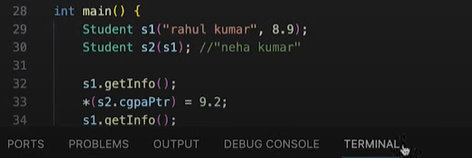 28 int main() {
29 Student s1("rahul kumar", 8.9);
30 Student s2(s1); //"neha kumar"
31
32 s1.getInfo();
33 *(s2.cgpaPtr) = 9.2;
34 s1.getInfo();
PORTS PROBLEMS OUTPUT DEBUG CONSOLE TERMINAL